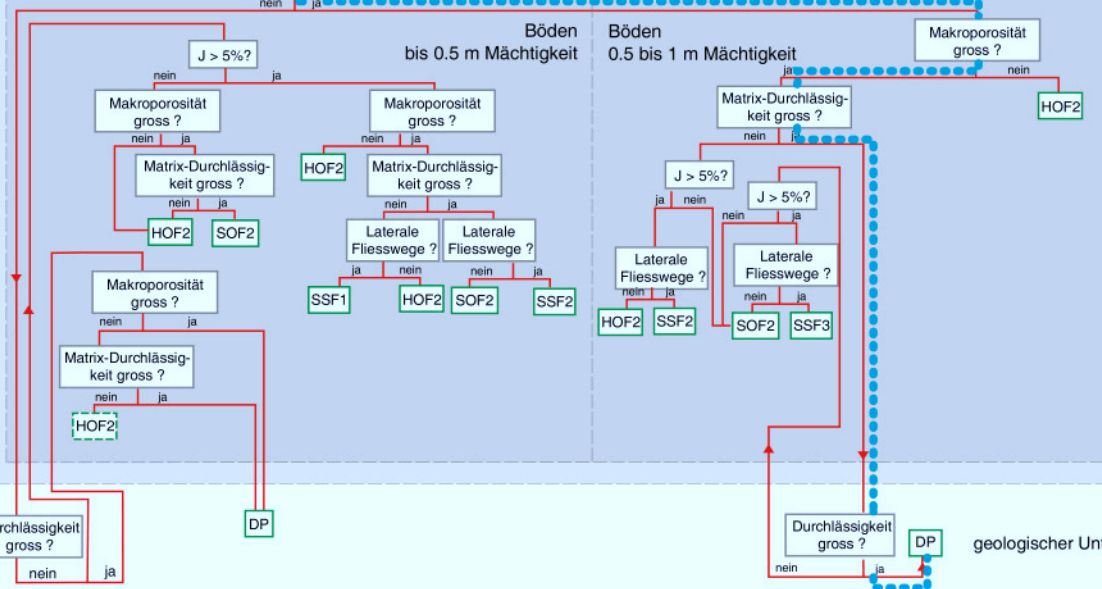 nein ja
Böden
bis 0.5 m Mächtigkeit
J > 5%?
nein ja
Makroporosität
gross ?
nein ja
Matrix-Durchlässig-
keit gross ?
nein ja
HOF2 SOF2
Makroporosität
gross ?
nein ja
HOF2
Matrix-Durchlässig-
keit gross ?
nein ja
Laterale
Fliesswege ?
ja nein
SSF1 HOF2
Laterale
Fliesswege ?
nein ja
SOF2 SSF2
Makroporosität
gross ?
nein ja
Matrix-Durchlässig-
keit gross ?
nein ja
HOF2
DP
rchlässigkeit
gross ?
nein ja
Böden
0.5 bis 1 m Mächtigkeit
Makroporosität
gross ?
ja nein
HOF2
Matrix-Durchlässig-
keit gross ?
nein
J > 5%?
ja nein
Laterale
Fliesswege ?
nein ja
HOF2 SSF2
J > 5%?
nein ja
Laterale
Fliesswege ?
nein ja
SOF2 SSF3
Durchlässigkeit
gross ?
nein ja
DP
geologischer Unt